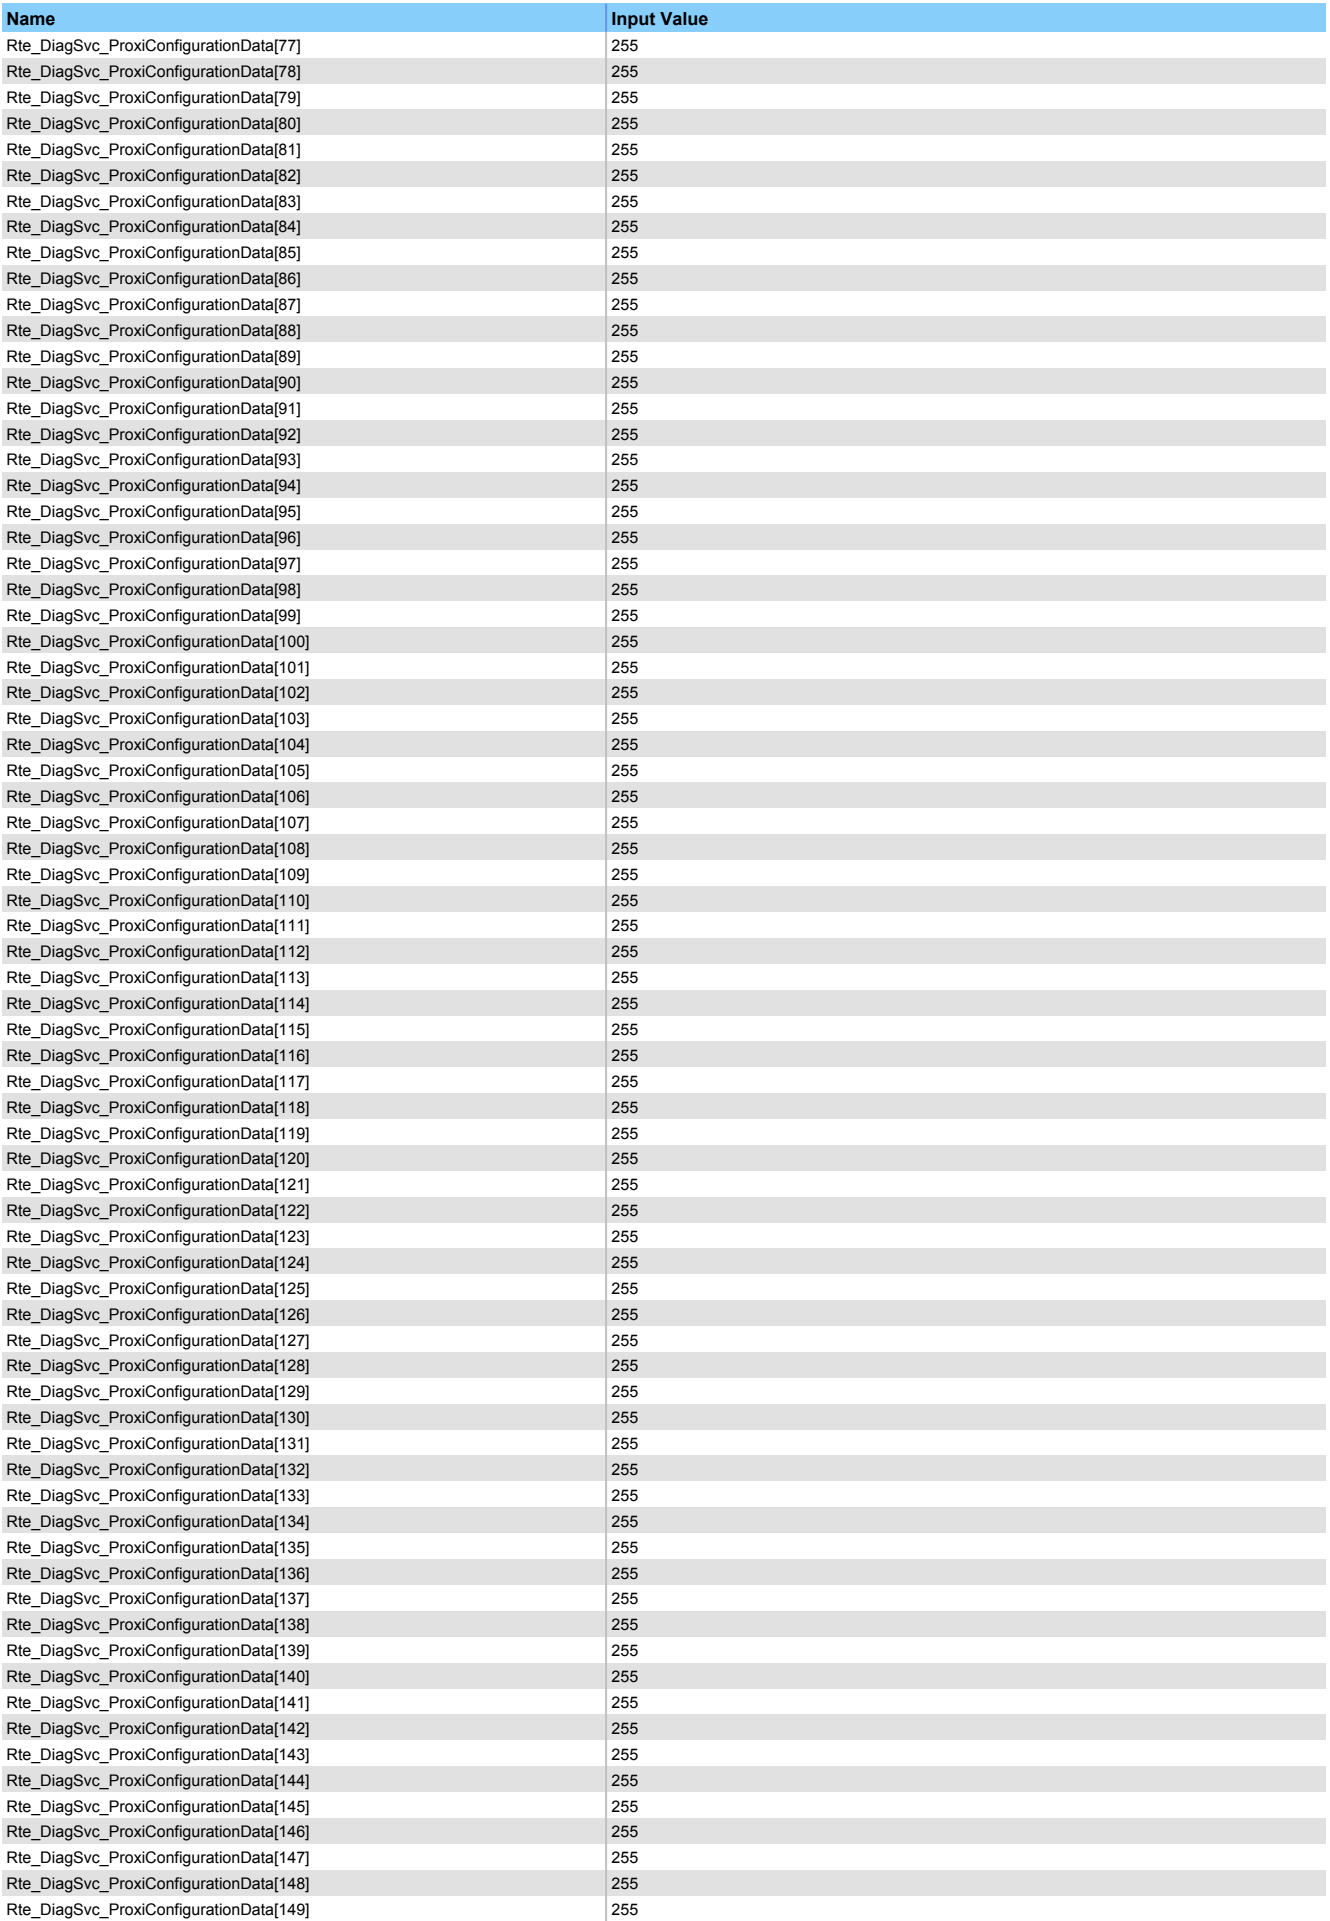 Name Input Value
Rte_DiagSvc_ProxiConfigurationData[77] 255
Rte_DiagSvc_ProxiConfigurationData[78] 255
Rte_DiagSvc_ProxiConfigurationData[79] 255
Rte_DiagSvc_ProxiConfigurationData[80] 255
Rte_DiagSvc_ProxiConfigurationData[81] 255
Rte_DiagSvc_ProxiConfigurationData[82] 255
Rte_DiagSvc_ProxiConfigurationData[83] 255
Rte_DiagSvc_ProxiConfigurationData[84] 255
Rte_DiagSvc_ProxiConfigurationData[85] 255
Rte_DiagSvc_ProxiConfigurationData[86] 255
Rte_DiagSvc_ProxiConfigurationData[87] 255
Rte_DiagSvc_ProxiConfigurationData[88] 255
Rte_DiagSvc_ProxiConfigurationData[89] 255
Rte_DiagSvc_ProxiConfigurationData[90] 255
Rte_DiagSvc_ProxiConfigurationData[91] 255
Rte_DiagSvc_ProxiConfigurationData[92] 255
Rte_DiagSvc_ProxiConfigurationData[93] 255
Rte_DiagSvc_ProxiConfigurationData[94] 255
Rte_DiagSvc_ProxiConfigurationData[95] 255
Rte_DiagSvc_ProxiConfigurationData[96] 255
Rte_DiagSvc_ProxiConfigurationData[97] 255
Rte_DiagSvc_ProxiConfigurationData[98] 255
Rte_DiagSvc_ProxiConfigurationData[99] 255
Rte_DiagSvc_ProxiConfigurationData[100] 255
Rte_DiagSvc_ProxiConfigurationData[101] 255
Rte_DiagSvc_ProxiConfigurationData[102] 255
Rte_DiagSvc_ProxiConfigurationData[103] 255
Rte_DiagSvc_ProxiConfigurationData[104] 255
Rte_DiagSvc_ProxiConfigurationData[105] 255
Rte_DiagSvc_ProxiConfigurationData[106] 255
Rte_DiagSvc_ProxiConfigurationData[107] 255
Rte_DiagSvc_ProxiConfigurationData[108] 255
Rte_DiagSvc_ProxiConfigurationData[109] 255
Rte_DiagSvc_ProxiConfigurationData[110] 255
Rte_DiagSvc_ProxiConfigurationData[111] 255
Rte_DiagSvc_ProxiConfigurationData[112] 255
Rte_DiagSvc_ProxiConfigurationData[113] 255
Rte_DiagSvc_ProxiConfigurationData[114] 255
Rte_DiagSvc_ProxiConfigurationData[115] 255
Rte_DiagSvc_ProxiConfigurationData[116] 255
Rte_DiagSvc_ProxiConfigurationData[117] 255
Rte_DiagSvc_ProxiConfigurationData[118] 255
Rte_DiagSvc_ProxiConfigurationData[119] 255
Rte_DiagSvc_ProxiConfigurationData[120] 255
Rte_DiagSvc_ProxiConfigurationData[121] 255
Rte_DiagSvc_ProxiConfigurationData[122] 255
Rte_DiagSvc_ProxiConfigurationData[123] 255
Rte_DiagSvc_ProxiConfigurationData[124] 255
Rte_DiagSvc_ProxiConfigurationData[125] 255
Rte_DiagSvc_ProxiConfigurationData[126] 255
Rte_DiagSvc_ProxiConfigurationData[127] 255
Rte_DiagSvc_ProxiConfigurationData[128] 255
Rte_DiagSvc_ProxiConfigurationData[129] 255
Rte_DiagSvc_ProxiConfigurationData[130] 255
Rte_DiagSvc_ProxiConfigurationData[131] 255
Rte_DiagSvc_ProxiConfigurationData[132] 255
Rte_DiagSvc_ProxiConfigurationData[133] 255
Rte_DiagSvc_ProxiConfigurationData[134] 255
Rte_DiagSvc_ProxiConfigurationData[135] 255
Rte_DiagSvc_ProxiConfigurationData[136] 255
Rte_DiagSvc_ProxiConfigurationData[137] 255
Rte_DiagSvc_ProxiConfigurationData[138] 255
Rte_DiagSvc_ProxiConfigurationData[139] 255
Rte_DiagSvc_ProxiConfigurationData[140] 255
Rte_DiagSvc_ProxiConfigurationData[141] 255
Rte_DiagSvc_ProxiConfigurationData[142] 255
Rte_DiagSvc_ProxiConfigurationData[143] 255
Rte_DiagSvc_ProxiConfigurationData[144] 255
Rte_DiagSvc_ProxiConfigurationData[145] 255
Rte_DiagSvc_ProxiConfigurationData[146] 255
Rte_DiagSvc_ProxiConfigurationData[147] 255
Rte_DiagSvc_ProxiConfigurationData[148] 255
Rte_DiagSvc_ProxiConfigurationData[149] 255